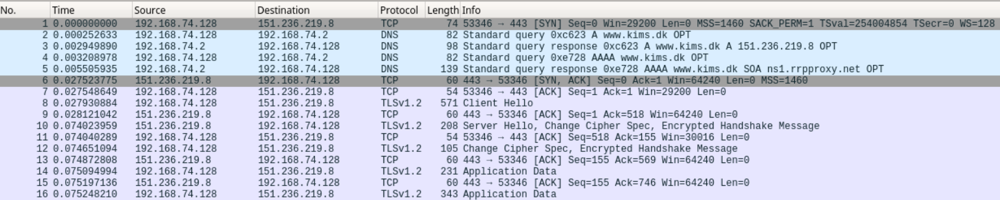 No. Time Source Destination Protocol Length Info
1 0.000000000 192.168.74.128 151.236.219.8 TCP 74 53346 → 443 [SYN] Seq=0 Win=29200 Len=0 MSS=1460 SACK_PERM=1 TSval=254004854 TSecr=0 WS=128
2 0.000252633 192.168.74.128 192.168.74.2 DNS 82 Standard query 0xc623 A www.kims.dk OPT
3 0.002949890 192.168.74.2 192.168.74.128 DNS 98 Standard query response 0xc623 A www.kims.dk A 151.236.219.8 OPT
4 0.003208978 192.168.74.128 192.168.74.2 DNS 82 Standard query 0xe728 AAAA www.kims.dk OPT
5 0.005505935 192.168.74.2 192.168.74.128 DNS 139 Standard query response 0xe728 AAAA www.kims.dk SOA ns1.rrpproxy.net OPT
6 0.027523775 151.236.219.8 192.168.74.128 TCP 60 443 → 53346 [SYN, ACK] Seq=0 Ack=1 Win=64240 Len=0 MSS=1460
7 0.027548649 192.168.74.128 151.236.219.8 TCP 54 53346 → 443 [ACK] Seq=1 Ack=1 Win=29200 Len=0
8 0.027930884 192.168.74.128 151.236.219.8 TLSv1.2 571 Client Hello
9 0.028121042 151.236.219.8 192.168.74.128 TCP 60 443 → 53346 [ACK] Seq=1 Ack=518 Win=64240 Len=0
10 0.074023959 151.236.219.8 192.168.74.128 TLSv1.2 208 Server Hello, Change Cipher Spec, Encrypted Handshake Message
11 0.074040289 192.168.74.128 151.236.219.8 TCP 54 53346 → 443 [ACK] Seq=518 Ack=155 Win=30016 Len=0
12 0.074651094 192.168.74.128 151.236.219.8 TLSv1.2 105 Change Cipher Spec, Encrypted Handshake Message
13 0.074872808 151.236.219.8 192.168.74.128 TCP 60 443 → 53346 [ACK] Seq=155 Ack=569 Win=64240 Len=0
14 0.075094994 192.168.74.128 151.236.219.8 TLSv1.2 231 Application Data
15 0.075197136 151.236.219.8 192.168.74.128 TCP 60 443 → 53346 [ACK] Seq=155 Ack=746 Win=64240 Len=0
16 0.075248210 192.168.74.128 151.236.219.8 TLSv1.2 343 Application Data